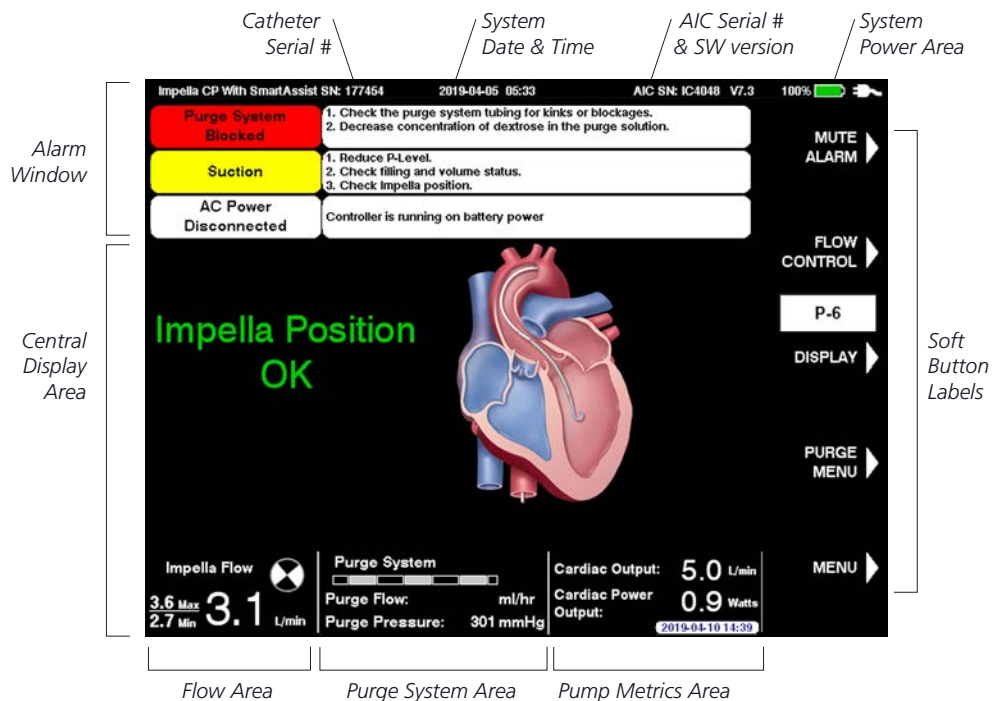 Catheter
Serial #
System
Date & Time
AIC Serial #
& SW version
System
Power Area
Impella CP With SmartAssist SN: 177454 2019-04-05 05:33 AIC SN: IC4048 V7.3 100%
Alarm
Window
Purge System
Blocked
1. Check the purge system tubing for kinks or blockages.
2. Decrease concentration of dextrose in the purge solution.
Suction
1. Reduce P-Level.
2. Check filling and volume status.
3. Check Impella position.
AC Power
Disconnected
Controller is running on battery power
MUTE
ALARM
FLOW
CONTROL
P-6
DISPLAY
PURGE
MENU
MENU
Soft
Button
Labels
Central
Display
Area
Impella Position
OK
Impella Flow
3.6 Max
2.7 Min
3.1 L/min
Purge System
Purge Flow: ml/hr
Purge Pressure: 301 mmHg
Cardiac Output: 5.0 L/min
Cardiac Power
Output:
0.9 Watts
2019-04-10 14:39
Flow Area
Purge System Area
Pump Metrics Area